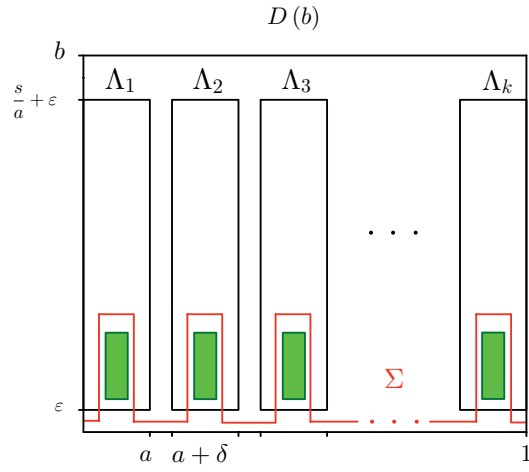 D (b)
b
s/a + ε
Λ₁ Λ₂ Λ₃ Λₖ
. . .
Σ
ε
. . .
a a + δ 1